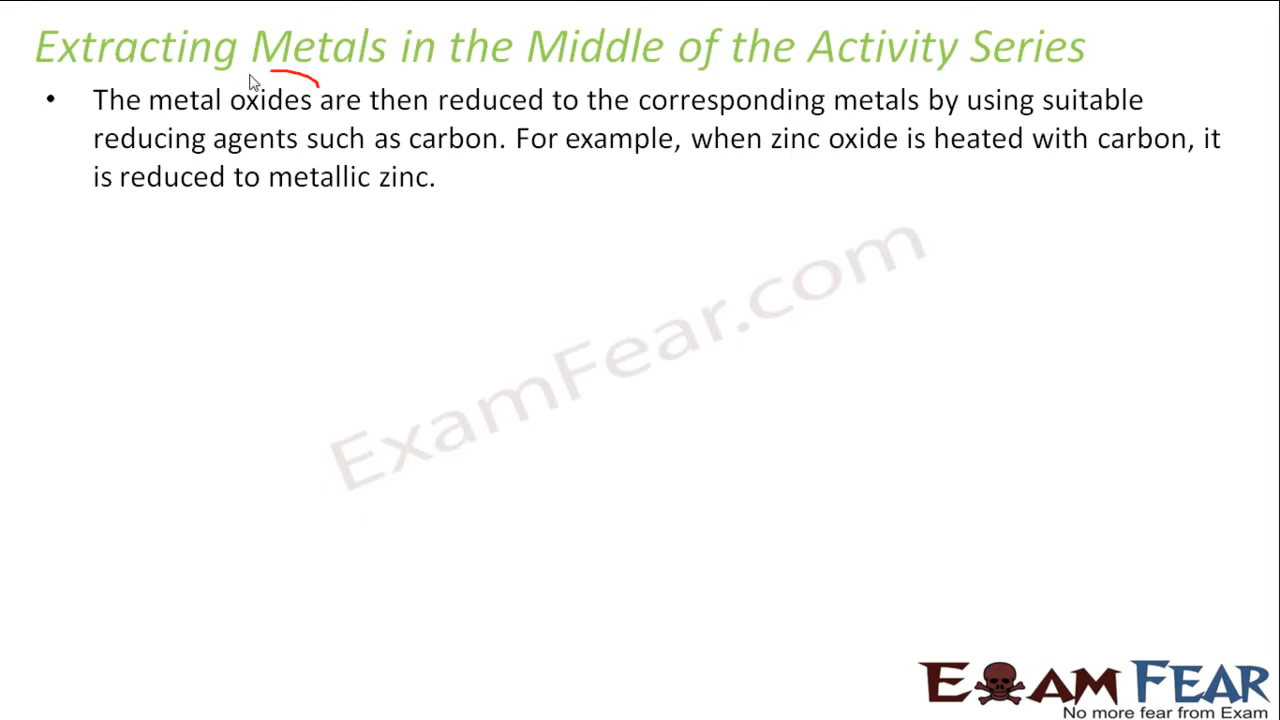 Extracting Metals in the Middle of the Activity Series
• The metal oxides are then reduced to the corresponding metals by using suitable
reducing agents such as carbon. For example, when zinc oxide is heated with carbon, it
is reduced to metallic zinc.
ExamFear.com
EXAM FEAR
No more fear from Exam